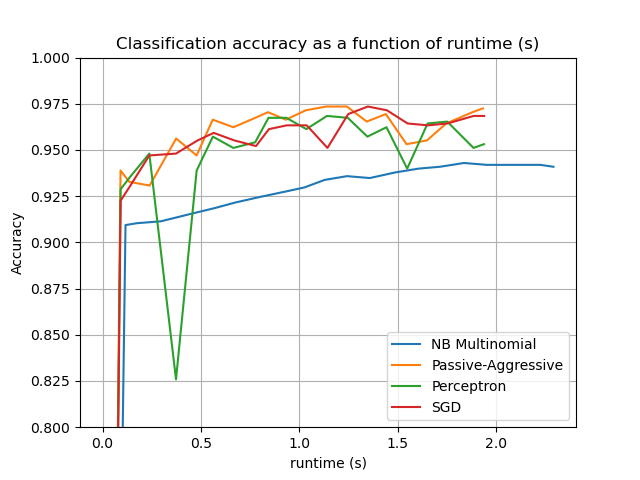 Classification accuracy as a function of runtime (s)
1.000
0.975
0.950
0.925
0.900
0.875
0.850
0.825
0.800
Accuracy
0.0 0.5 1.0 1.5 2.0
runtime (s)
NB Multinomial
Passive-Aggressive
Perceptron
SGD